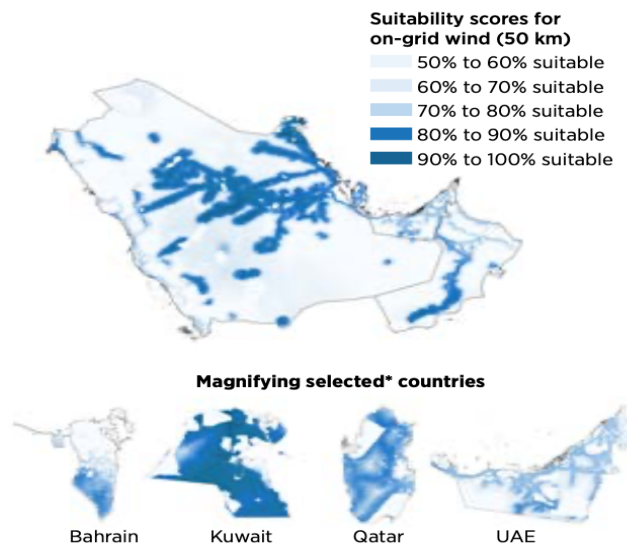 Suitability scores for
on-grid wind (50 km)
50% to 60% suitable
60% to 70% suitable
70% to 80% suitable
80% to 90% suitable
90% to 100% suitable
Magnifying selected* countries
Bahrain
Kuwait
Qatar
UAE